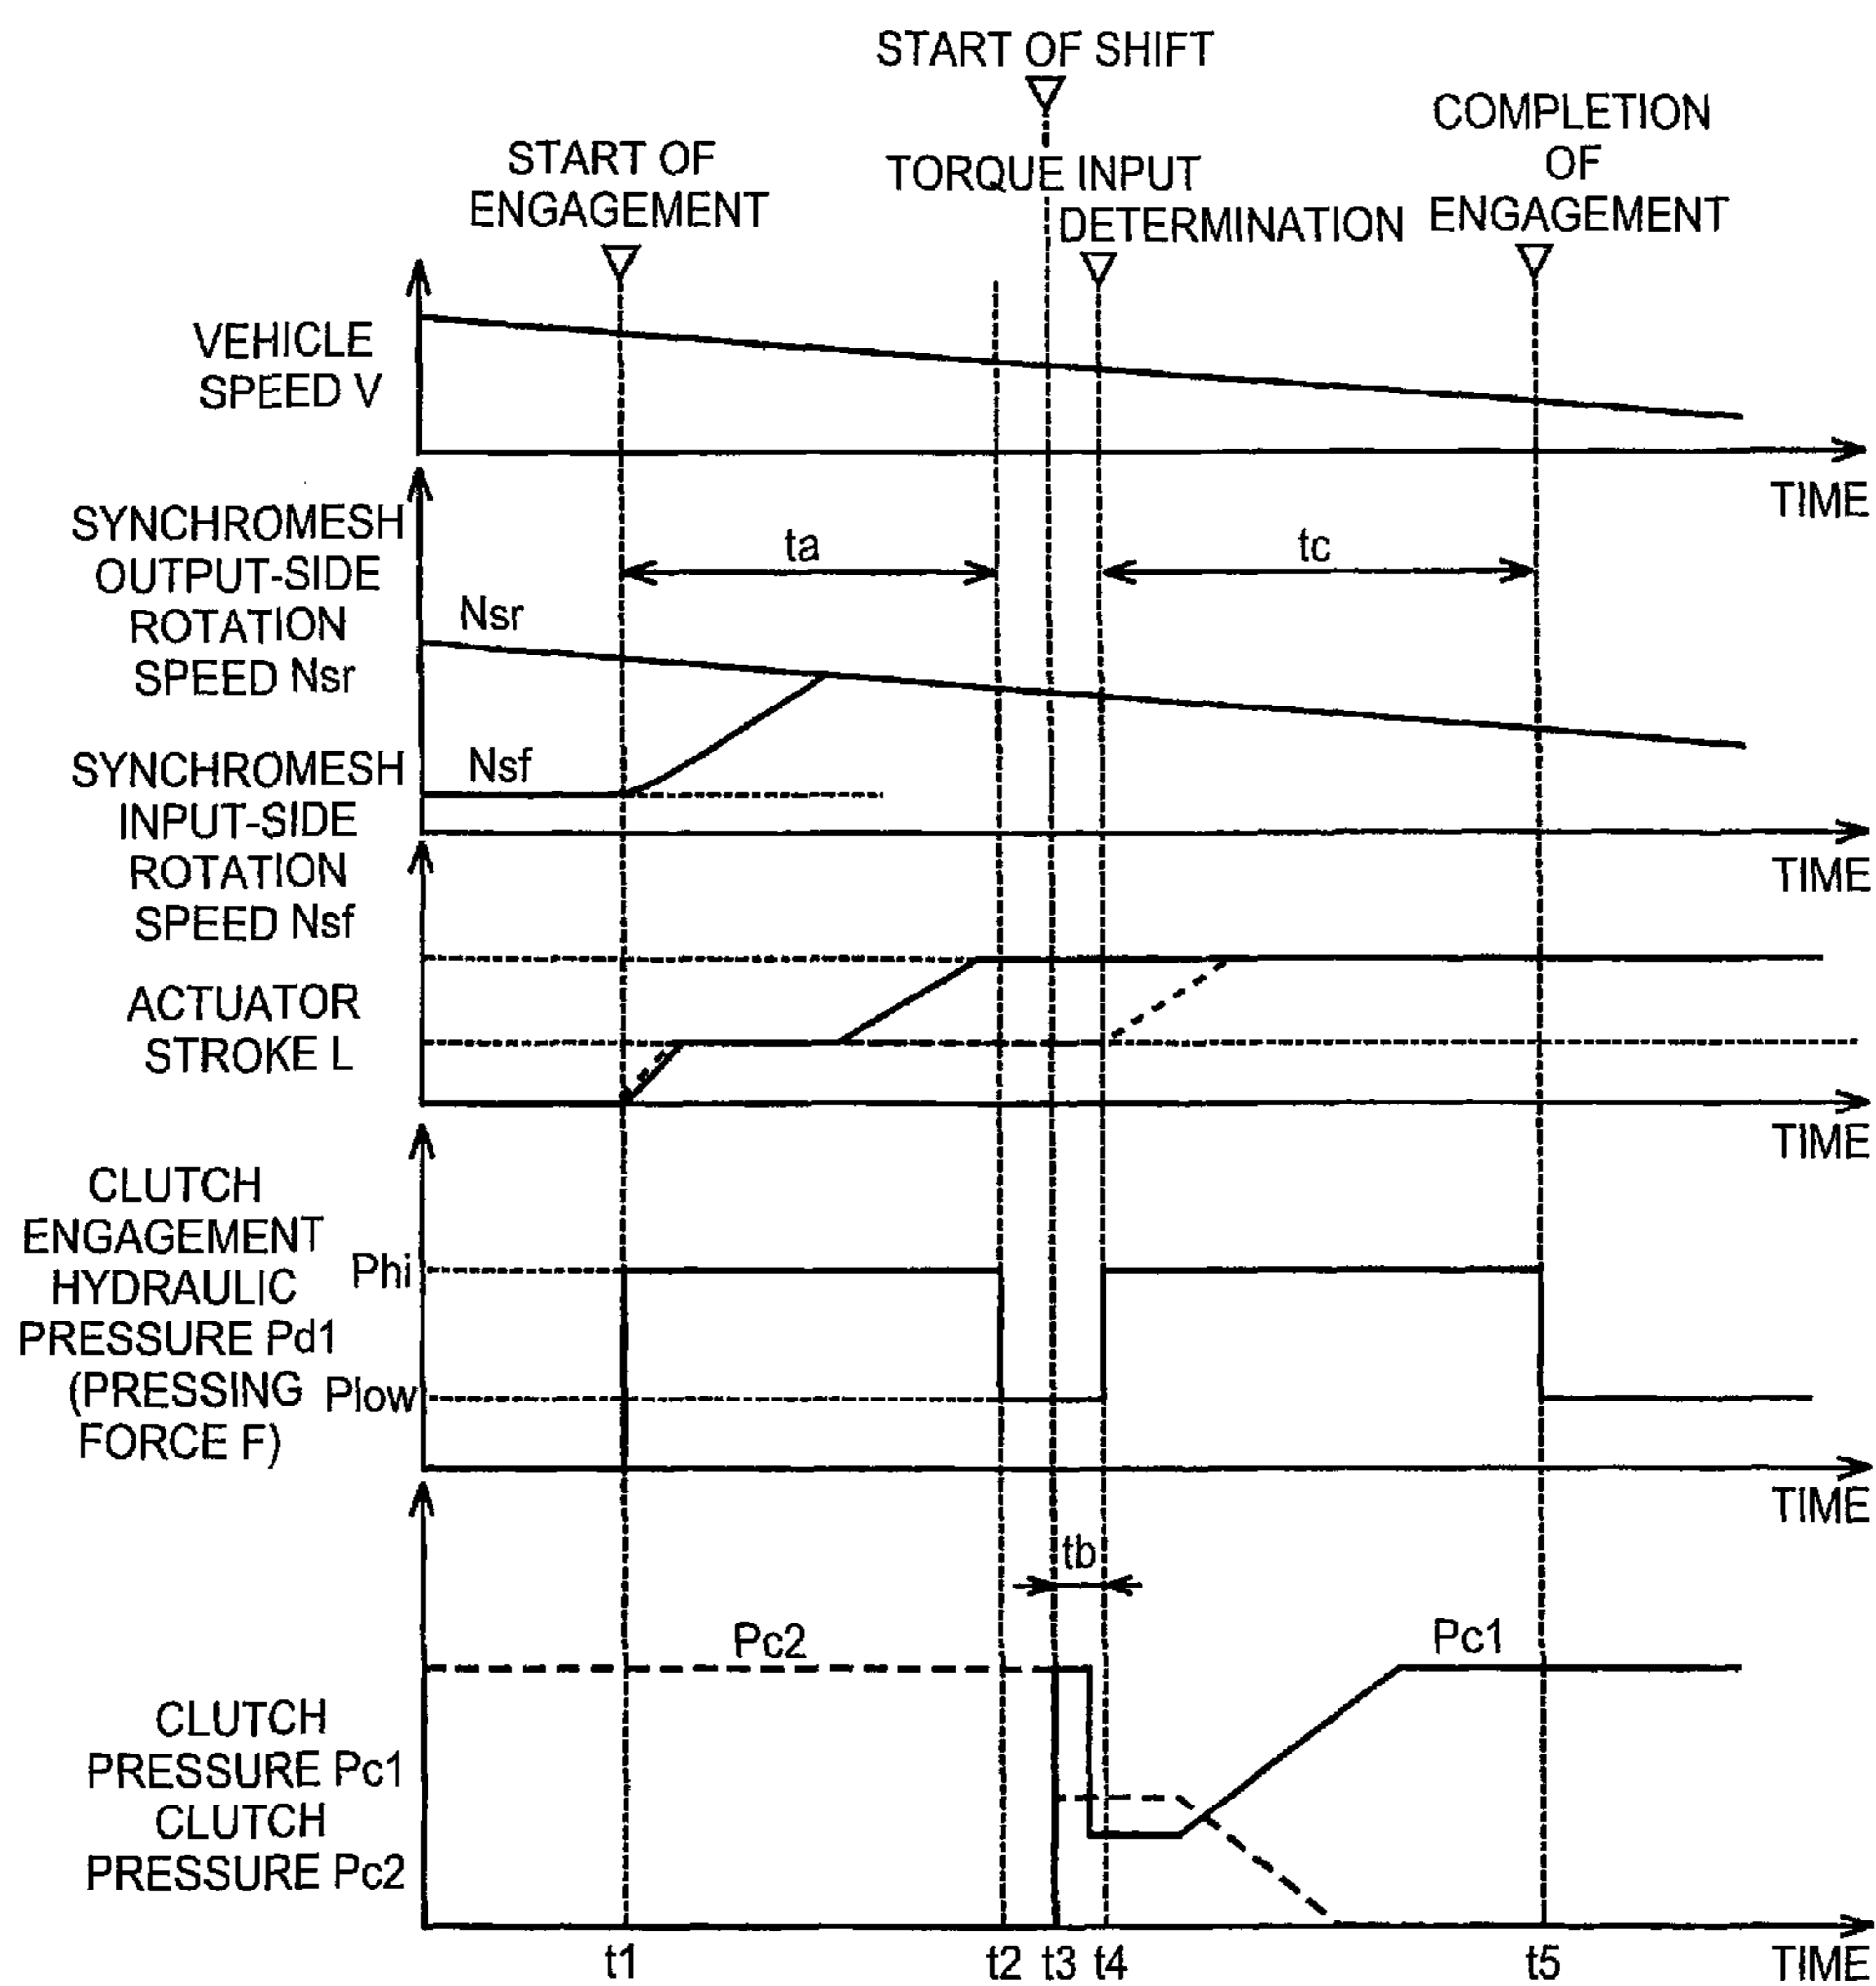 START OF SHIFT
COMPLETION
OF
ENGAGEMENT
START OF
ENGAGEMENT
TORQUE INPUT
DETERMINATION
VEHICLE
SPEED V
TIME
SYNCHROMESH
OUTPUT-SIDE
ROTATION
SPEED Nsr
ta
tc
Nsr
SYNCHROMESH
INPUT-SIDE
ROTATION
SPEED Nsf
Nsf
TIME
ACTUATOR
STROKE L
TIME
CLUTCH
ENGAGEMENT
HYDRAULIC
PRESSURE Pd1
(PRESSING
FORCE F)
Phi
Plow
TIME
tb
Pc2
Pc1
CLUTCH
PRESSURE Pc1
CLUTCH
PRESSURE Pc2
t1
t2
t3
t4
t5
TIME